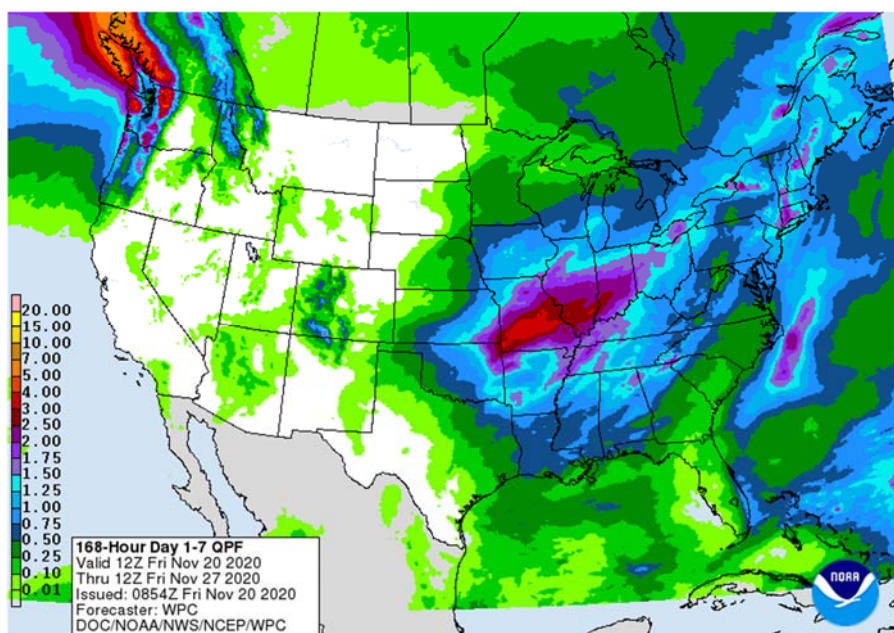 20.00
15.00
10.00
7.00
5.00
4.00
3.00
2.50
2.00
1.75
1.50
1.25
1.00
0.75
0.50
0.25
0.10
0.01
168-Hour Day 1-7 QPF
Valid 12Z Fri Nov 20 2020
Thru 12Z Fri Nov 27 2020
Issued: 0854Z Fri Nov 20 2020
Forecaster: WPC
DOC/NOAA/NWS/NCEP/WPC
NOAA